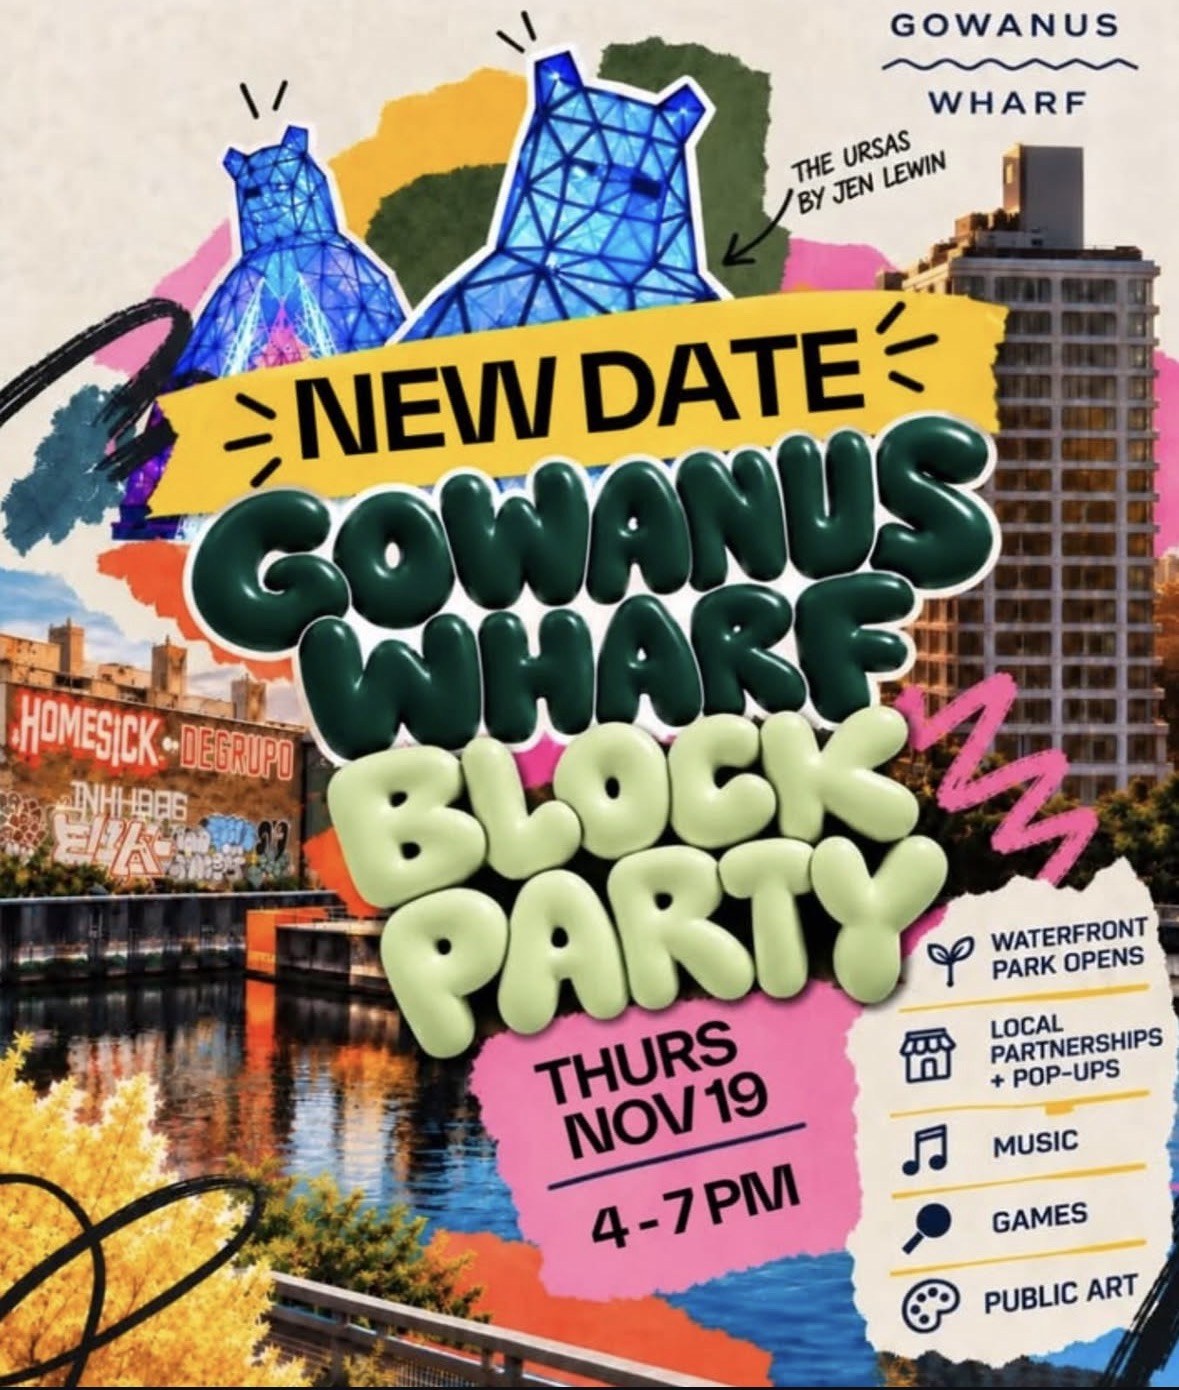 GOWANUS
WHARF
THE URSAS
BY JEN LEWIN
NEW DATE
GOWANUS
WHARF
BLOCK
PARTY
HOMESICK
DEGRUPO
THURS
NOV 19
4 - 7 PM
WATERFRONT
PARK OPENS
LOCAL
PARTNERSHIPS
+ POP-UPS
MUSIC
GAMES
PUBLIC ART